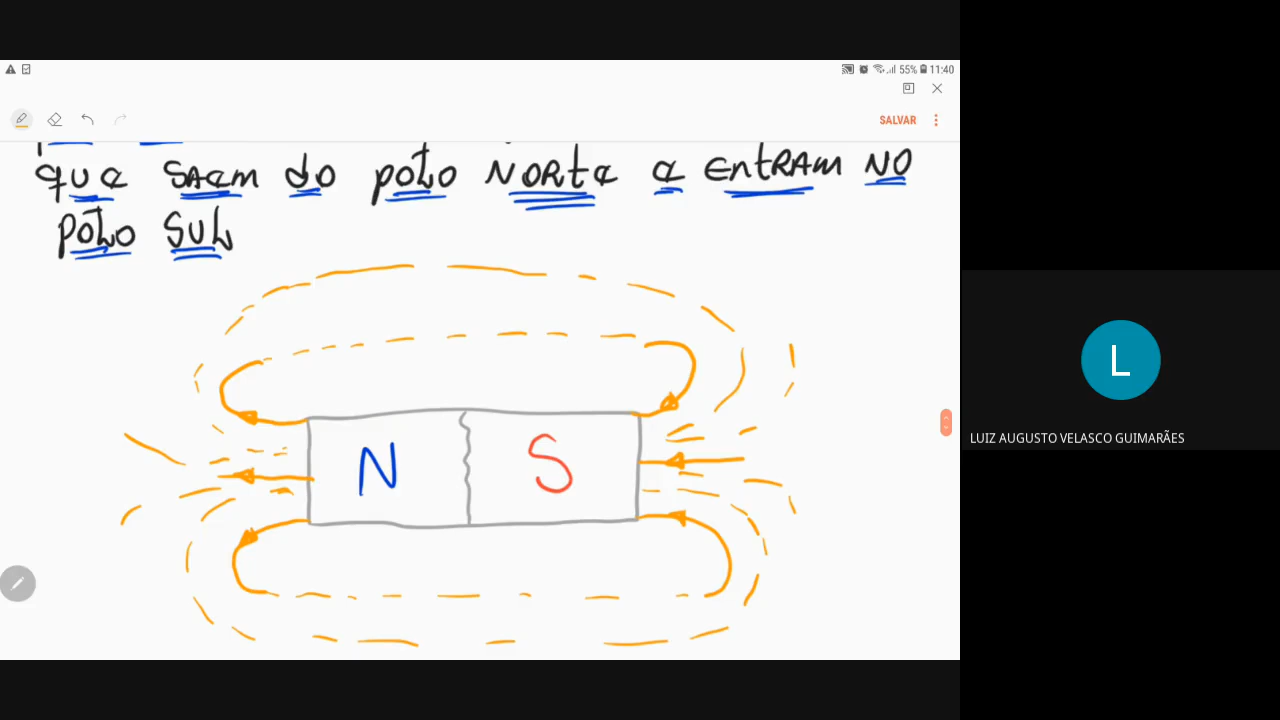 55% 11:40
SALVAR
que SAEM do POLO NORTE e ENTRAM NO
POLO SUL
N S
L
LUIZ AUGUSTO VELASCO GUIMARÃES